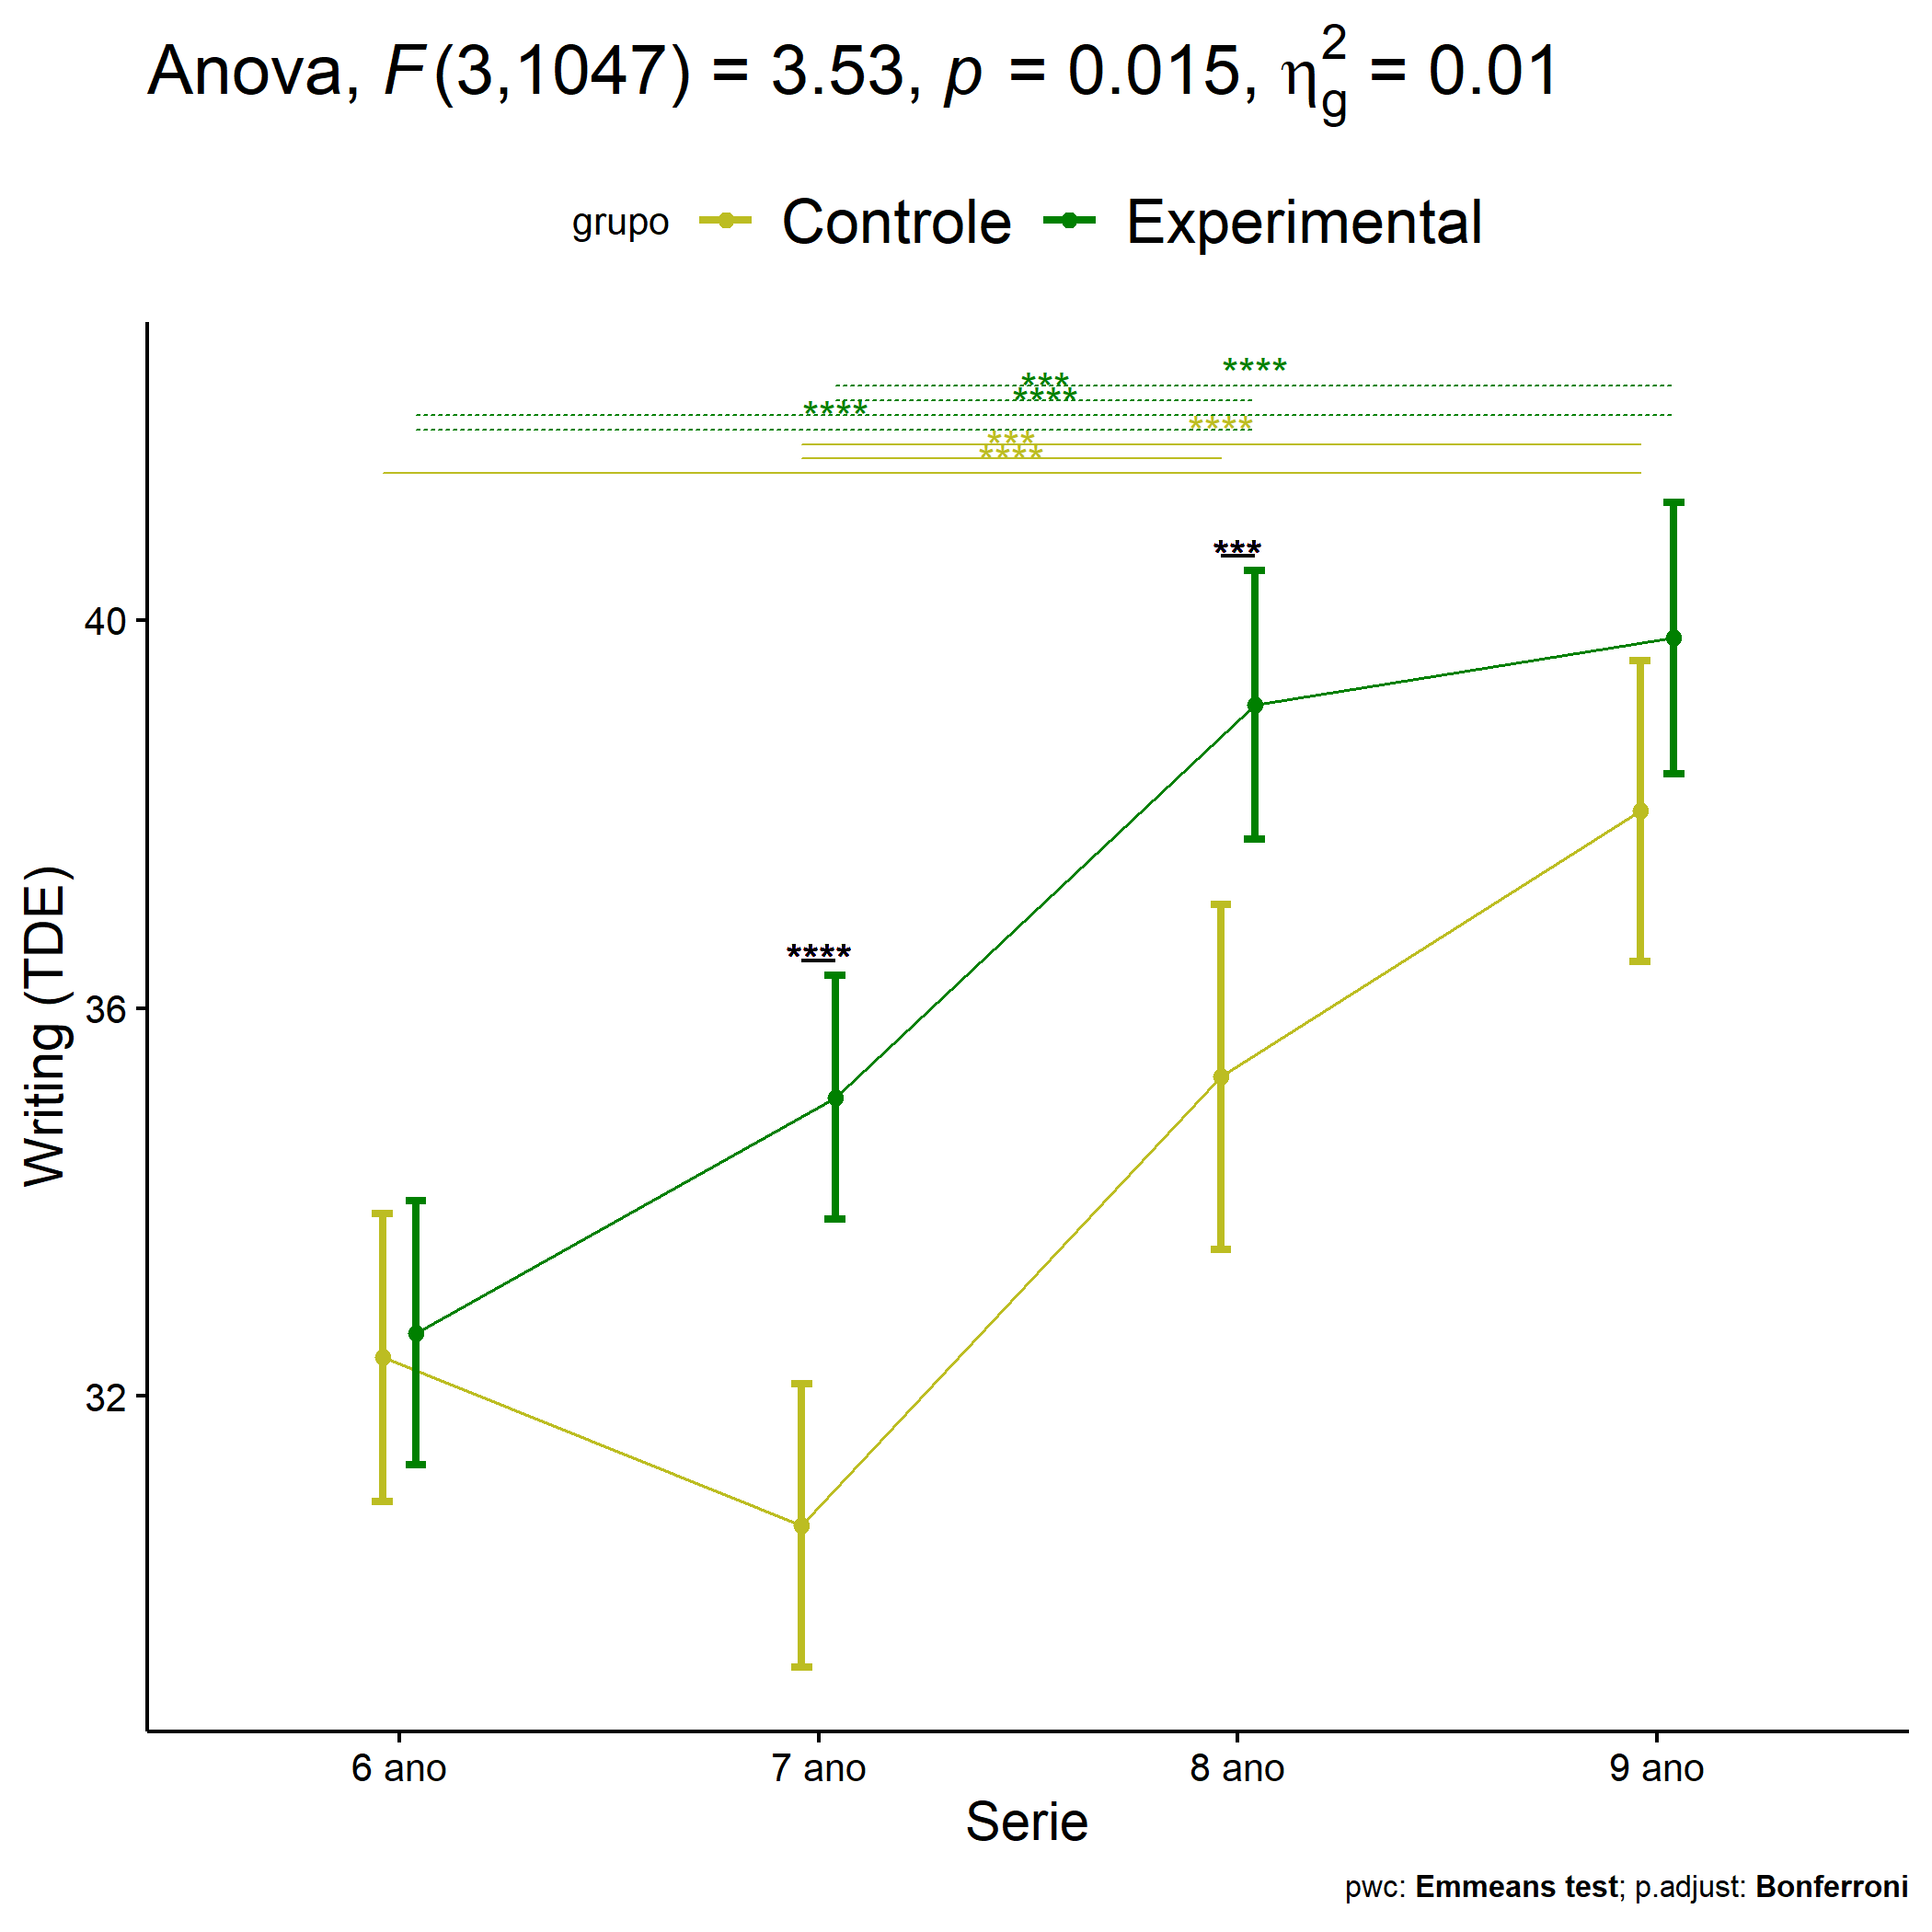 Anova, F(3,1047) = 3.53, p = 0.015, η²g = 0.01
grupo Controle Experimental
****
***
****
****
****
***
****
***
****
40
36
32
Writing (TDE)
6 ano 7 ano 8 ano 9 ano
Serie
pwc: Emmeans test; p.adjust: Bonferroni